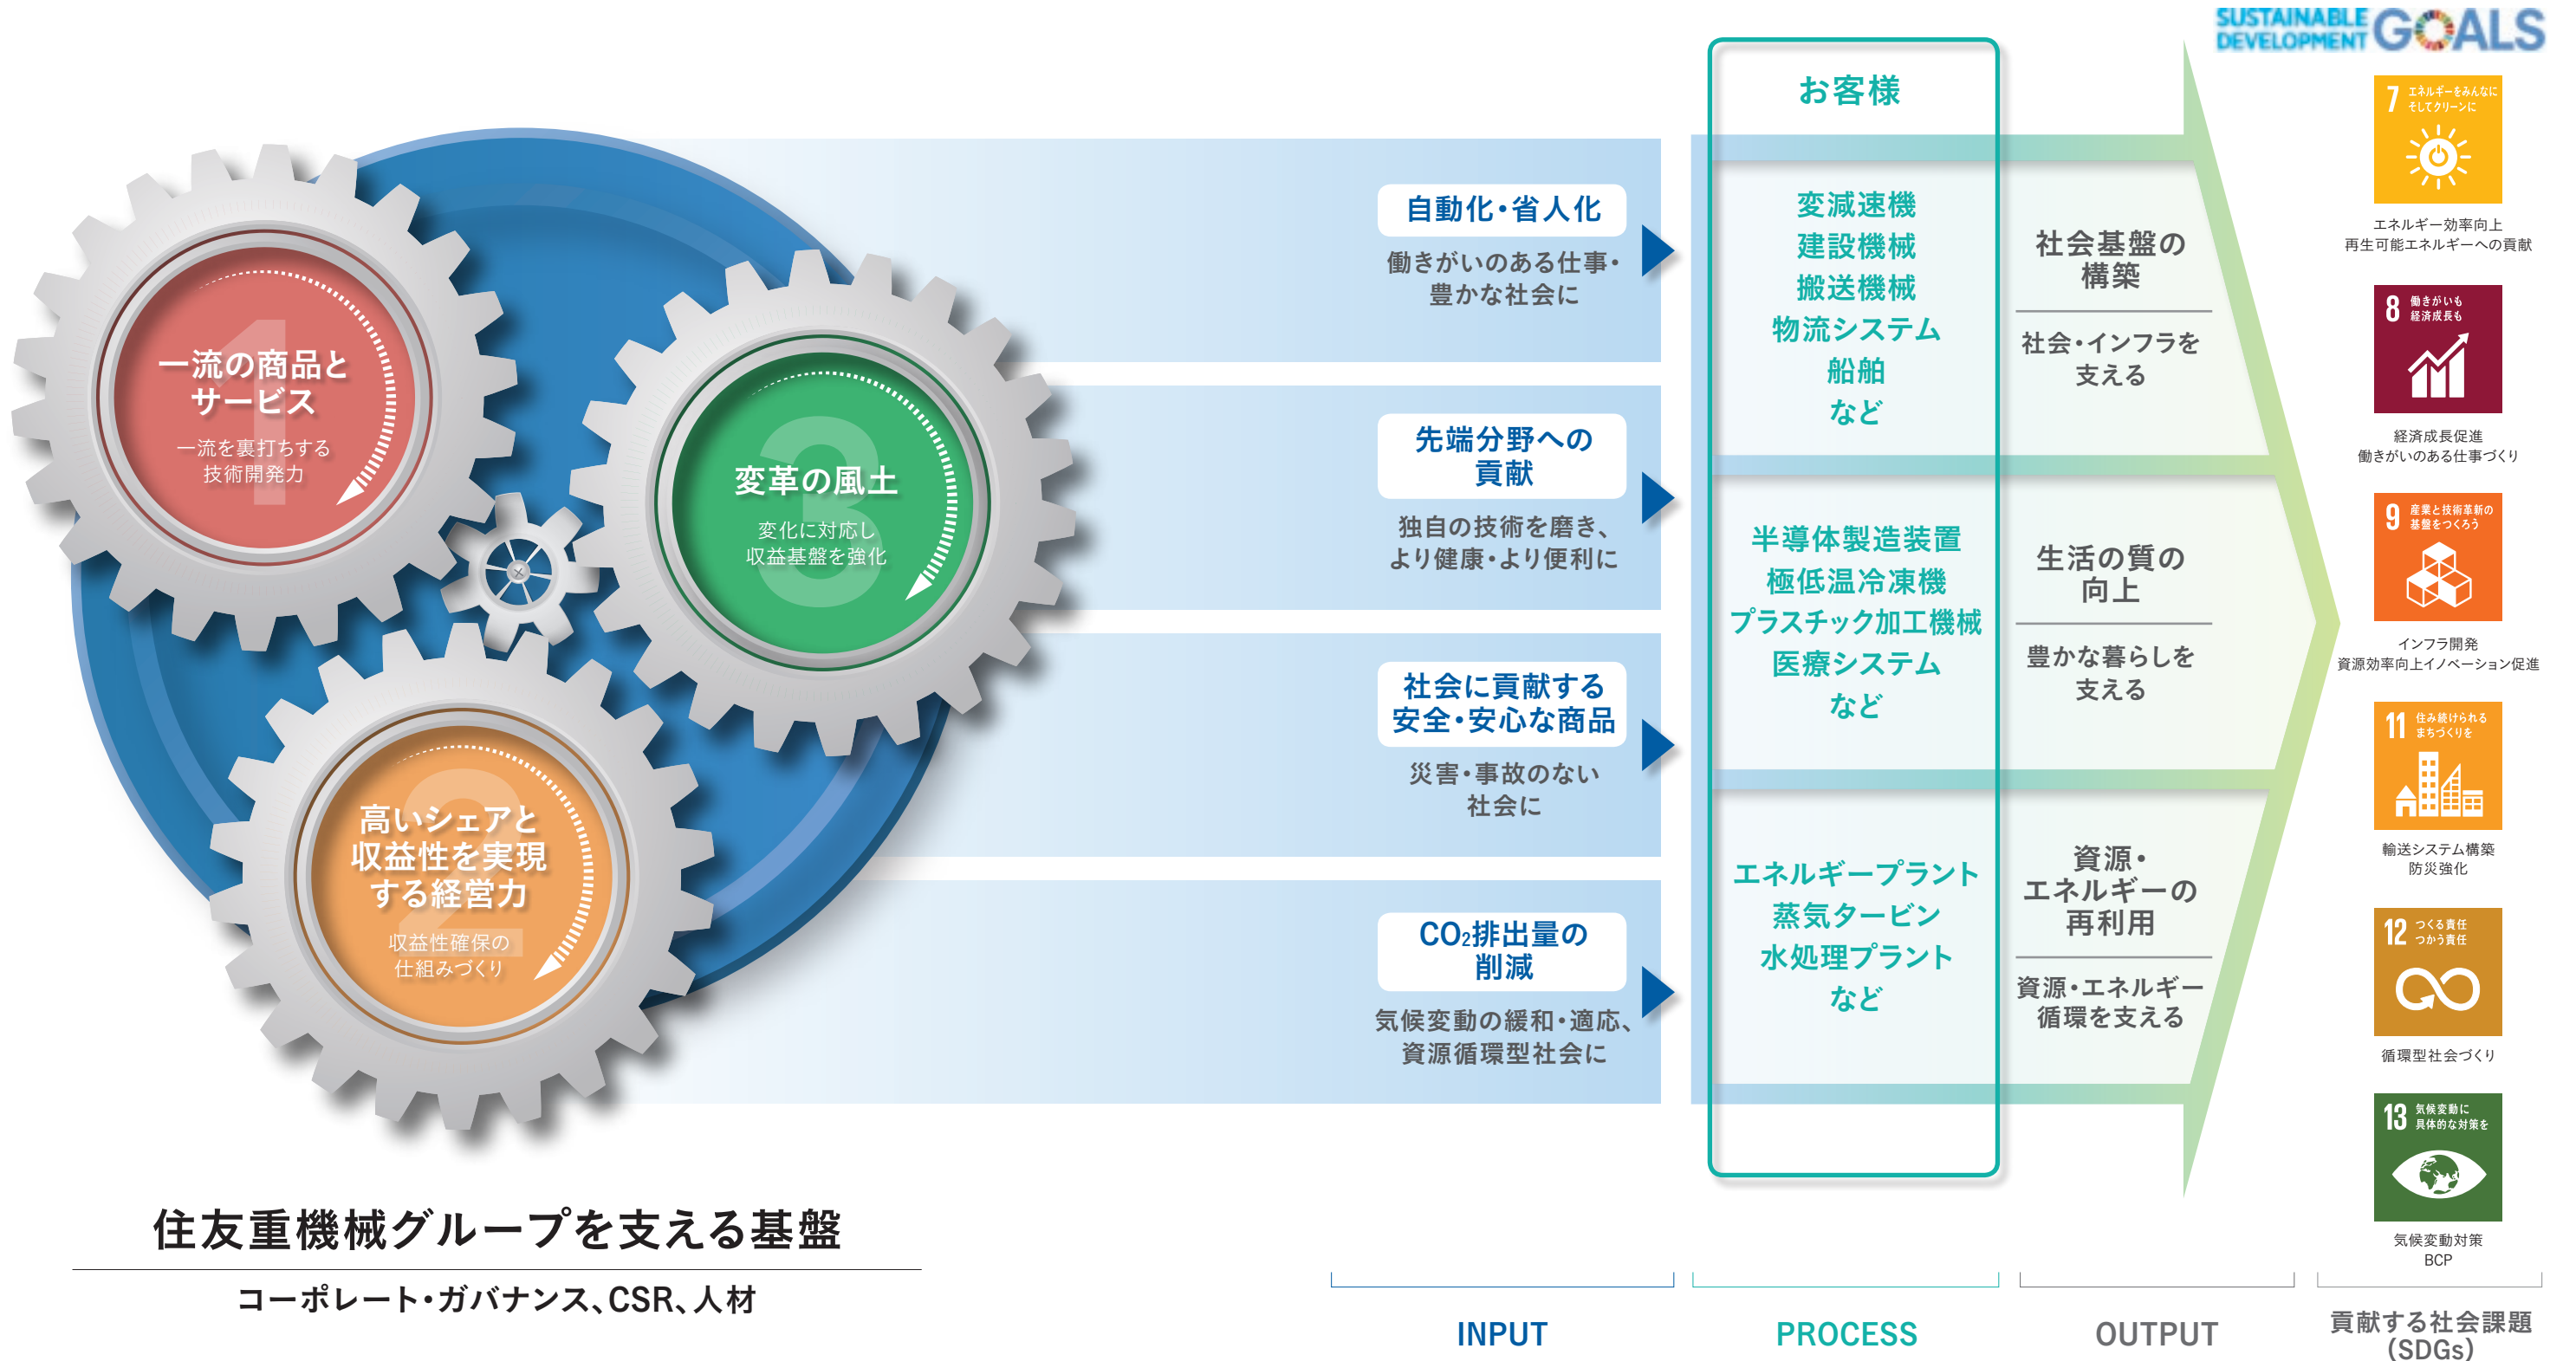 SUSTAINABLE
DEVELOPMENT
GOALS
1
一流の商品と
サービス
一流を裏打ちする
技術開発力
3
変革の風土
変化に対応し
収益基盤を強化
2
高いシェアと
収益性を実現
する経営力
収益性確保の
仕組みづくり
住友重機械グループを支える基盤
コーポレート・ガバナンス、CSR、人材
自動化・省人化
働きがいのある仕事・
豊かな社会に
先端分野への
貢献
独自の技術を磨き、
より健康・より便利に
社会に貢献する
安全・安心な商品
災害・事故のない
社会に
CO2排出量の
削減
気候変動の緩和・適応、
資源循環型社会に
INPUT
お客様
変減速機
建設機械
搬送機械
物流システム
船舶
など
半導体製造装置
極低温冷凍機
プラスチック加工機械
医療システム
など
エネルギープラント
蒸気タービン
水処理プラント
など
PROCESS
社会基盤の
構築
社会・インフラを
支える
生活の質の
向上
豊かな暮らしを
支える
資源・
エネルギーの
再利用
資源・エネルギー
循環を支える
OUTPUT
7 エネルギーをみんなに
そしてクリーンに
エネルギー効率向上
再生可能エネルギーへの貢献
8 働きがいも
経済成長も
経済成長促進
働きがいのある仕事づくり
9 産業と技術革新の
基盤をつくろう
インフラ開発
資源効率向上イノベーション促進
11 住み続けられる
まちづくりを
輸送システム構築
防災強化
12 つくる責任
つかう責任
循環型社会づくり
13 気候変動に
具体的な対策を
気候変動対策
BCP
貢献する社会課題
(SDGs)